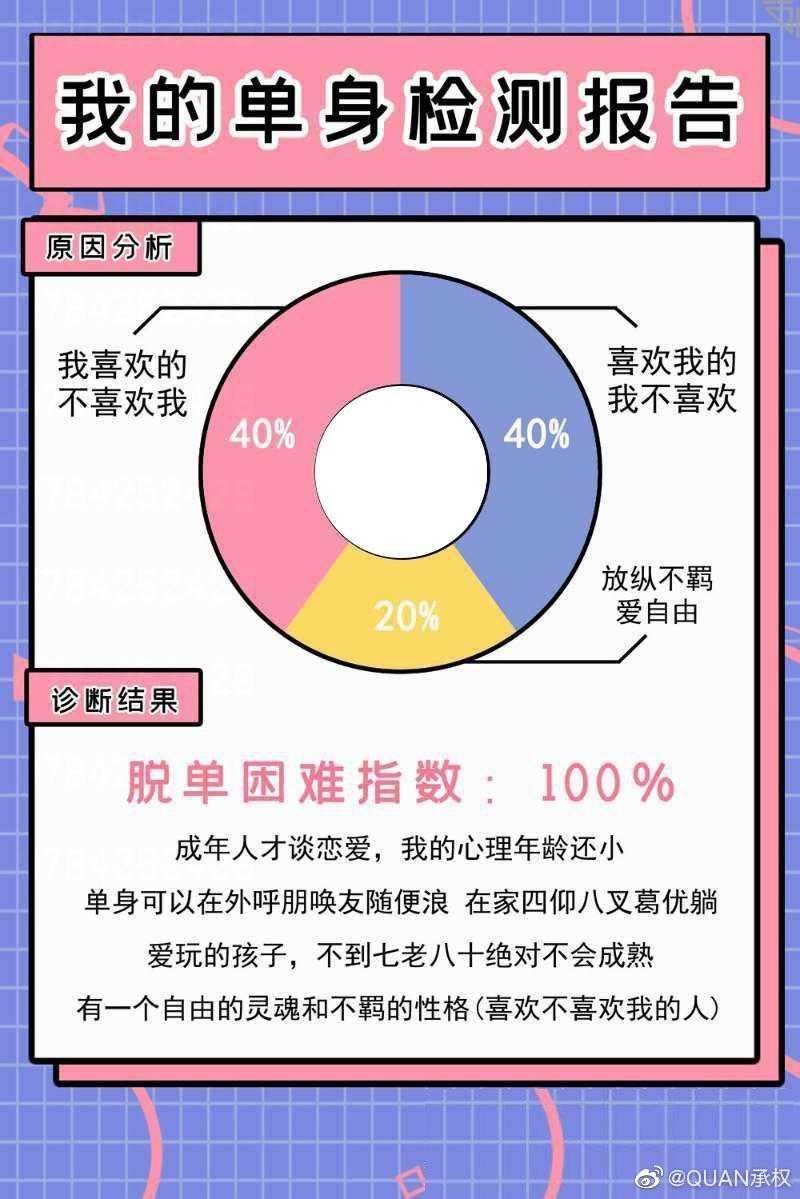 我的单身检测报告
原因分析
我喜欢的
不喜欢我
喜欢我的
我不喜欢
40%
40%
放纵不羁
爱自由
20%
诊断结果
脱单困难指数：100%
成年人才谈恋爱，我的心理年龄还小
单身可以在外呼朋唤友随便浪 在家四仰八叉葛优躺
爱玩的孩子，不到七老八十绝对不会成熟
有一个自由的灵魂和不羁的性格(喜欢不喜欢我的人)
@QUAN承权